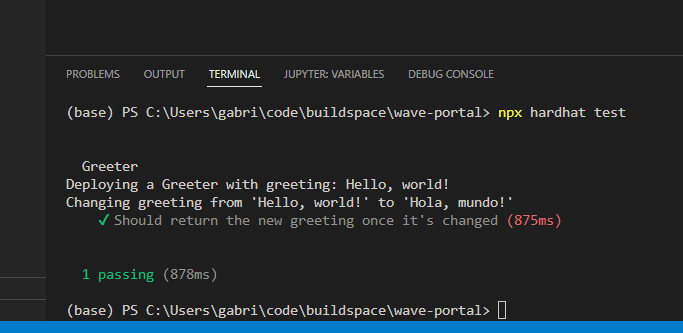 PROBLEMS OUTPUT TERMINAL JUPYTER: VARIABLES DEBUG CONSOLE
(base) PS C:\Users\gabri\code\buildspace\wave-portal> npx hardhat test
Greeter
Deploying a Greeter with greeting: Hello, world!
Changing greeting from 'Hello, world!' to 'Hola, mundo!'
✓ Should return the new greeting once it's changed (875ms)
1 passing (878ms)
(base) PS C:\Users\gabri\code\buildspace\wave-portal>